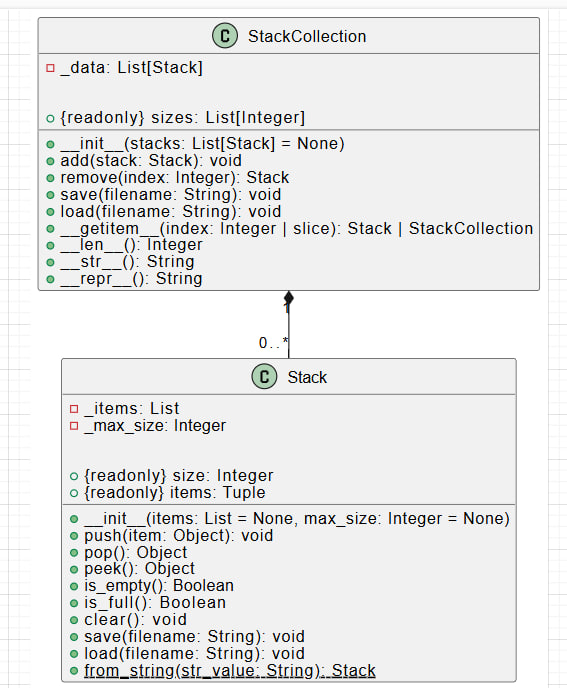 C StackCollection
_data: List[Stack]
{readonly} sizes: List[Integer]
__init__(stacks: List[Stack] = None)
add(stack: Stack): void
remove(index: Integer): Stack
save(filename: String): void
load(filename: String): void
__getitem__(index: Integer | slice): Stack | StackCollection
__len__(): Integer
__str__(): String
__repr__(): String
1
0..*
C Stack
_items: List
_max_size: Integer
{readonly} size: Integer
{readonly} items: Tuple
__init__(items: List = None, max_size: Integer = None)
push(item: Object): void
pop(): Object
peek(): Object
is_empty(): Boolean
is_full(): Boolean
clear(): void
save(filename: String): void
load(filename: String): void
from_string(str_value: String): Stack